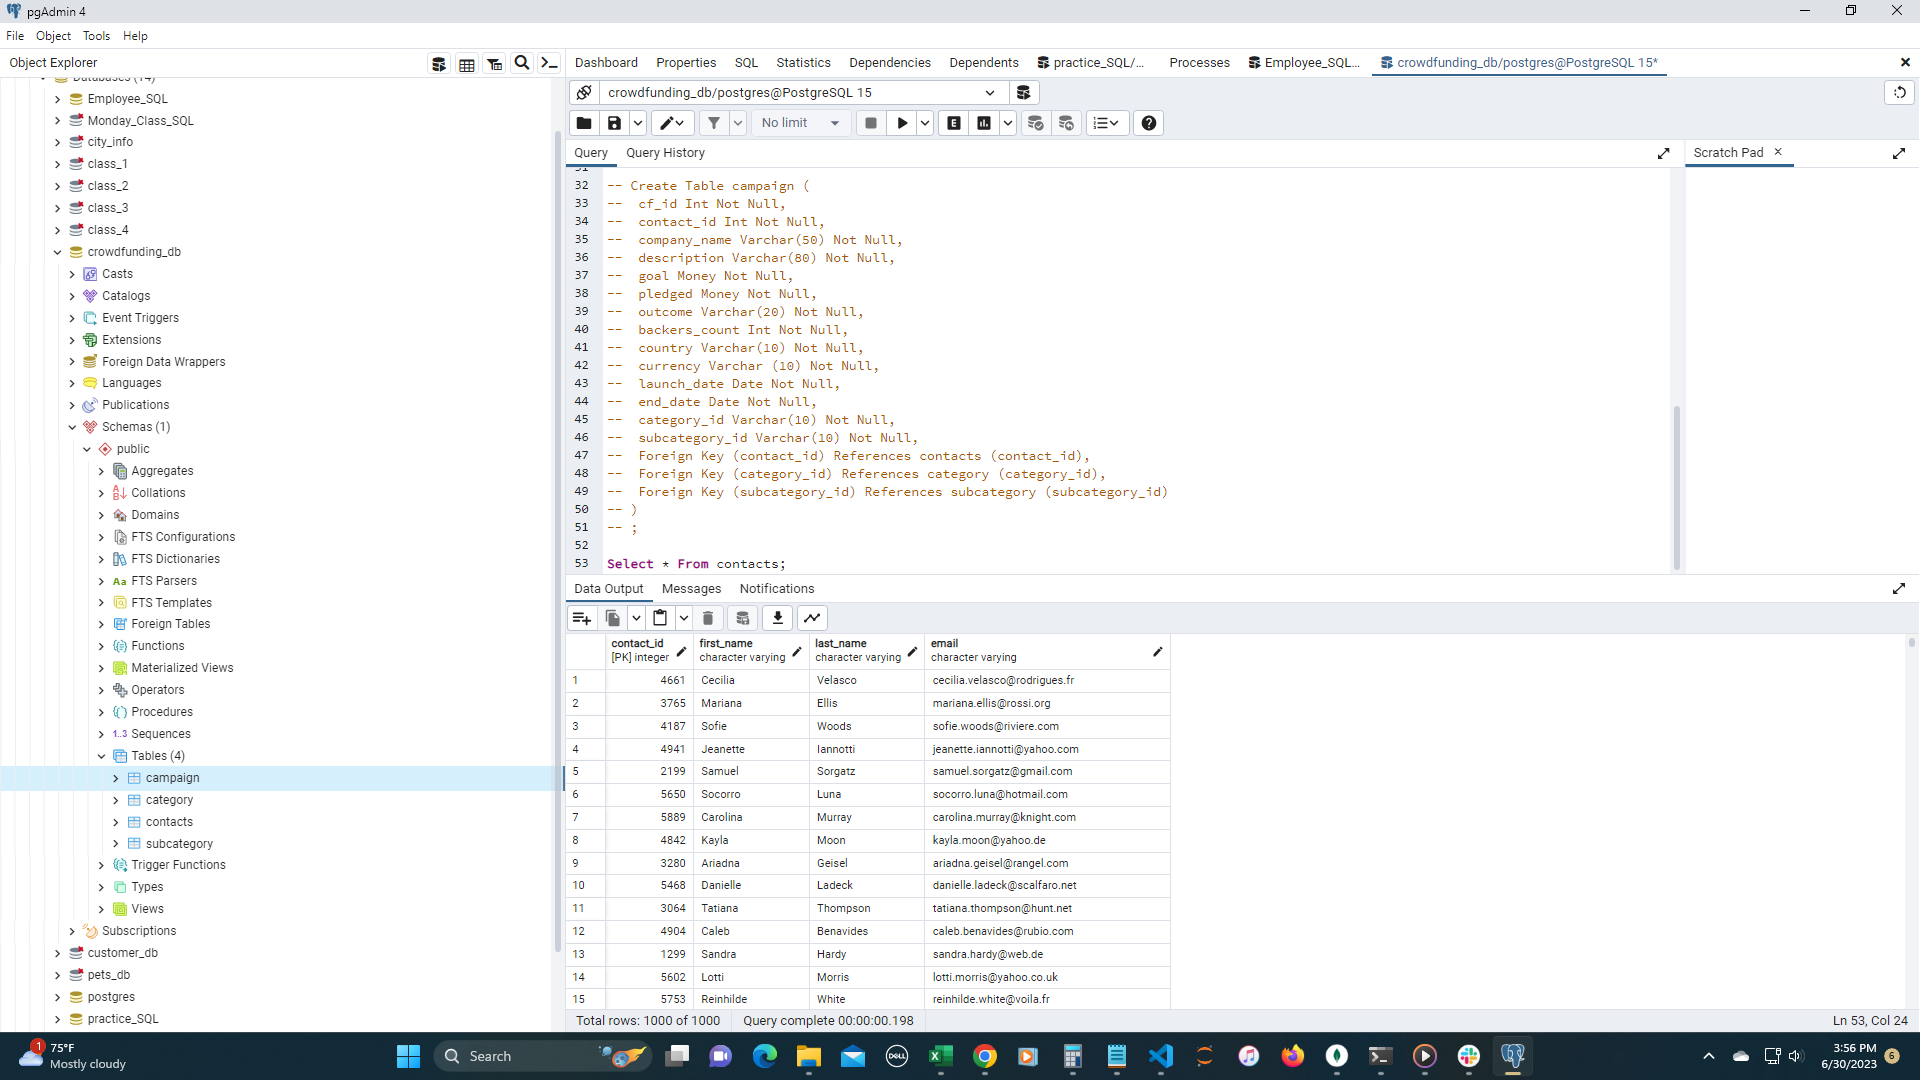 pgAdmin 4
File Object Tools Help
Object Explorer
Databases (14)
Employee_SQL
Monday_Class_SQL
city_info
class_1
class_2
class_3
class_4
crowdfunding_db
Casts
Catalogs
Event Triggers
Extensions
Foreign Data Wrappers
Languages
Publications
Schemas (1)
public
Aggregates
Collations
Domains
FTS Configurations
FTS Dictionaries
FTS Parsers
FTS Templates
Foreign Tables
Functions
Materialized Views
Operators
Procedures
Sequences
Tables (4)
campaign
category
contacts
subcategory
Trigger Functions
Types
Views
Subscriptions
customer_db
pets_db
postgres
practice_SQL
Dashboard Properties SQL Statistics Dependencies Dependents practice_SQL/... Processes Employee_SQL... crowdfunding_db/postgres@PostgreSQL 15*
crowdfunding_db/postgres@PostgreSQL 15
No limit
Query Query History
Scratch Pad
31
32 -- Create Table campaign (
33 -- cf_id Int Not Null,
34 -- contact_id Int Not Null,
35 -- company_name Varchar(50) Not Null,
36 -- description Varchar(80) Not Null,
37 -- goal Money Not Null,
38 -- pledged Money Not Null,
39 -- outcome Varchar(20) Not Null,
40 -- backers_count Int Not Null,
41 -- country Varchar(10) Not Null,
42 -- currency Varchar (10) Not Null,
43 -- launch_date Date Not Null,
44 -- end_date Date Not Null,
45 -- category_id Varchar(10) Not Null,
46 -- subcategory_id Varchar(10) Not Null,
47 -- Foreign Key (contact_id) References contacts (contact_id),
48 -- Foreign Key (category_id) References category (category_id),
49 -- Foreign Key (subcategory_id) References subcategory (subcategory_id)
50 -- )
51 -- ;
52
53 Select * From contacts;
Data Output Messages Notifications
contact_id first_name last_name email
[PK] integer character varying character varying character varying
1 4661 Cecilia Velasco cecilia.velasco@rodrigues.fr
2 3765 Mariana Ellis mariana.ellis@rossi.org
3 4187 Sofie Woods sofie.woods@riviere.com
4 4941 Jeanette Iannotti jeanette.iannotti@yahoo.com
5 2199 Samuel Sorgatz samuel.sorgatz@gmail.com
6 5650 Socorro Luna socorro.luna@hotmail.com
7 5889 Carolina Murray carolina.murray@knight.com
8 4842 Kayla Moon kayla.moon@yahoo.de
9 3280 Ariadna Geisel ariadna.geisel@rangel.com
10 5468 Danielle Ladeck danielle.ladeck@scalfaro.net
11 3064 Tatiana Thompson tatiana.thompson@hunt.net
12 4904 Caleb Benavides caleb.benavides@rubio.com
13 1299 Sandra Hardy sandra.hardy@web.de
14 5602 Lotti Morris lotti.morris@yahoo.co.uk
15 5753 Reinhilde White reinhilde.white@voila.fr
Total rows: 1000 of 1000 Query complete 00:00:00.198
Ln 53, Col 24
1
75°F
Mostly cloudy
Search
DELL
3:56 PM
6/30/2023
6